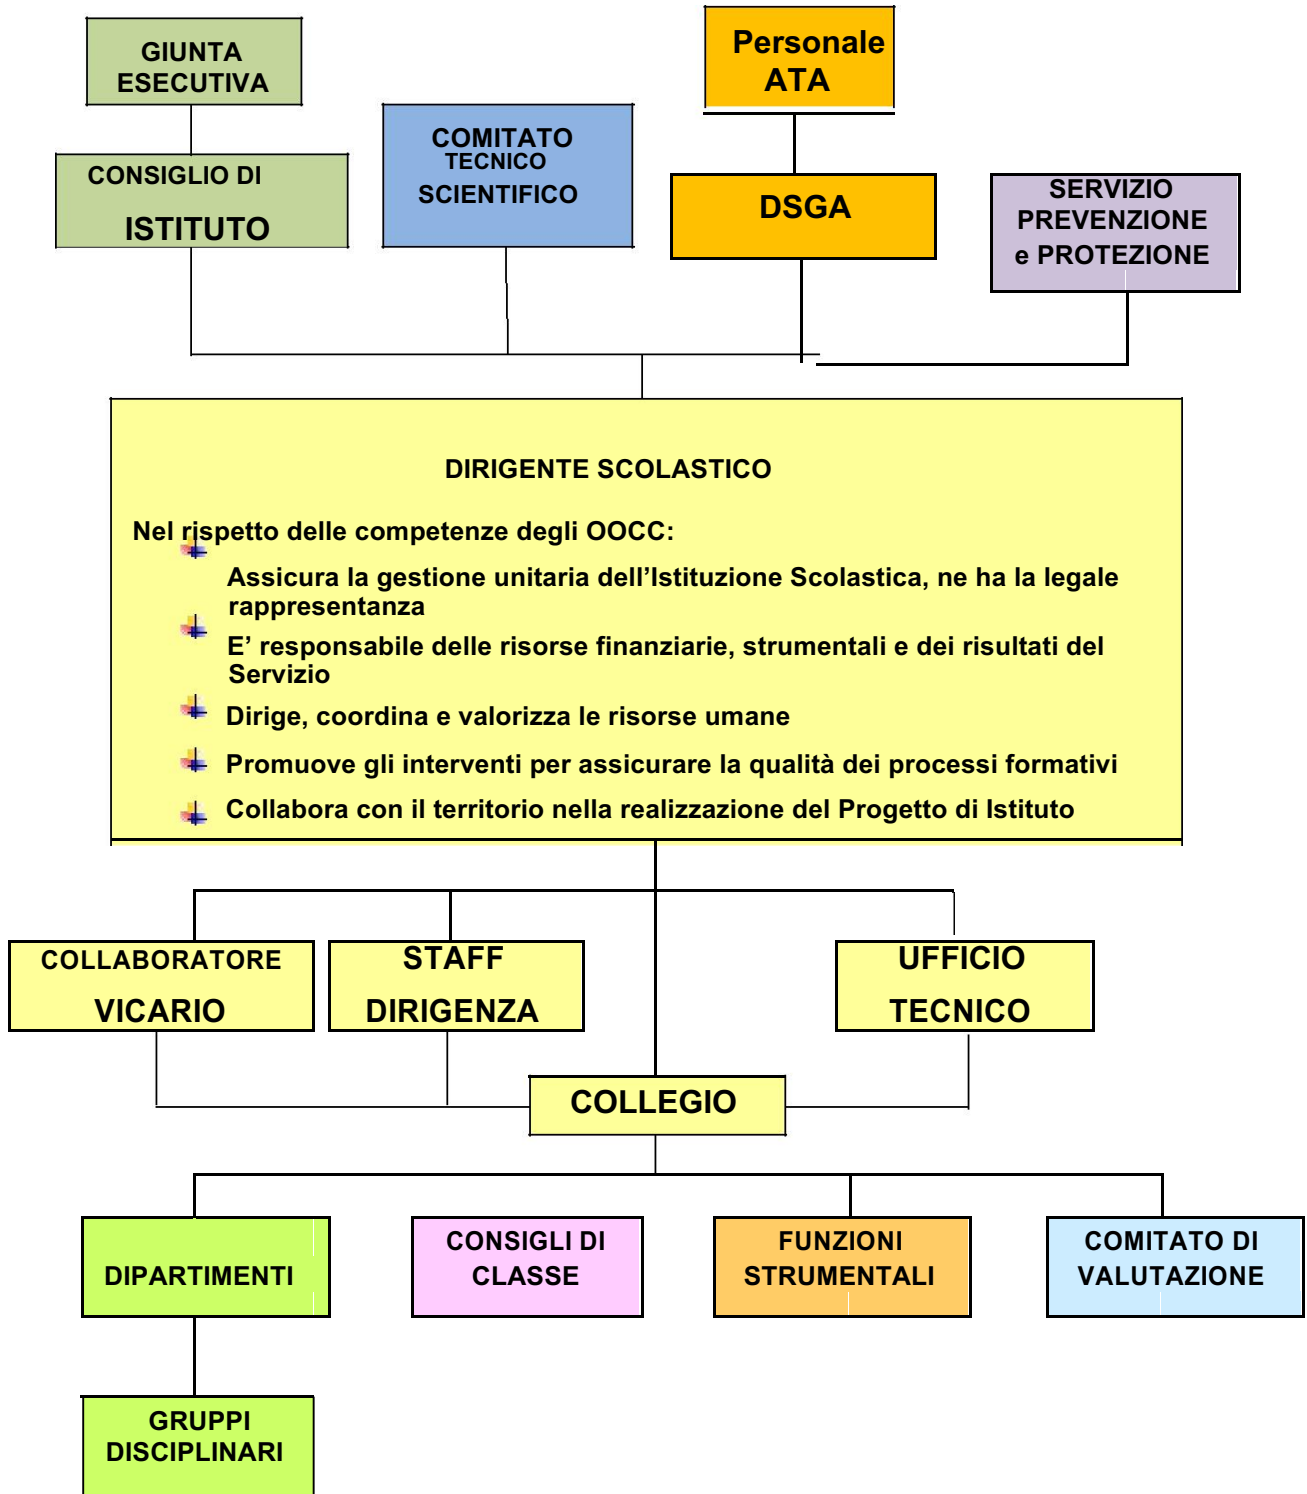 GIUNTA
ESECUTIVA
Personale
ATA
COMITATO
TECNICO
SCIENTIFICO
CONSIGLIO DI
ISTITUTO
DSGA
SERVIZIO
PREVENZIONE
e PROTEZIONE
DIRIGENTE SCOLASTICO
Nel rispetto delle competenze degli OOCC:
Assicura la gestione unitaria dell'Istituzione Scolastica, ne ha la legale
rappresentanza
E' responsabile delle risorse finanziarie, strumentali e dei risultati del
Servizio
Dirige, coordina e valorizza le risorse umane
Promuove gli interventi per assicurare la qualità dei processi formativi
Collabora con il territorio nella realizzazione del Progetto di Istituto
COLLABORATORE
VICARIO
STAFF
DIRIGENZA
UFFICIO
TECNICO
COLLEGIO
DIPARTIMENTI
CONSIGLI DI
CLASSE
FUNZIONI
STRUMENTALI
COMITATO DI
VALUTAZIONE
GRUPPI
DISCIPLINARI